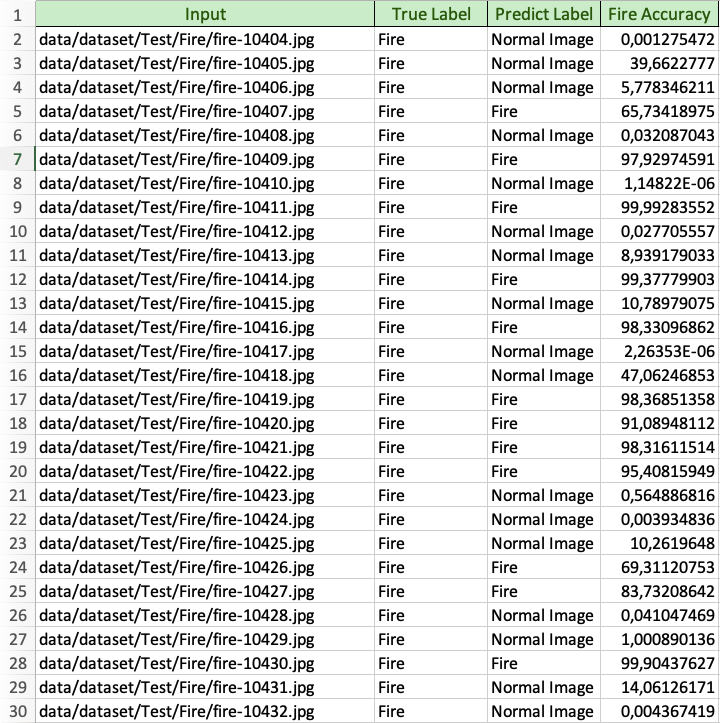 1 Input True Label Predict Label Fire Accuracy
2 data/dataset/Test/Fire/fire-10404.jpg Fire Normal Image 0,001275472
3 data/dataset/Test/Fire/fire-10405.jpg Fire Normal Image 39,6622777
4 data/dataset/Test/Fire/fire-10406.jpg Fire Normal Image 5,778346211
5 data/dataset/Test/Fire/fire-10407.jpg Fire Fire 65,73418975
6 data/dataset/Test/Fire/fire-10408.jpg Fire Normal Image 0,032087043
7 data/dataset/Test/Fire/fire-10409.jpg Fire Fire 97,92974591
8 data/dataset/Test/Fire/fire-10410.jpg Fire Normal Image 1,14822E-06
9 data/dataset/Test/Fire/fire-10411.jpg Fire Fire 99,99283552
10 data/dataset/Test/Fire/fire-10412.jpg Fire Normal Image 0,027705557
11 data/dataset/Test/Fire/fire-10413.jpg Fire Normal Image 8,939179033
12 data/dataset/Test/Fire/fire-10414.jpg Fire Fire 99,37779903
13 data/dataset/Test/Fire/fire-10415.jpg Fire Normal Image 10,78979075
14 data/dataset/Test/Fire/fire-10416.jpg Fire Fire 98,33096862
15 data/dataset/Test/Fire/fire-10417.jpg Fire Normal Image 2,26353E-06
16 data/dataset/Test/Fire/fire-10418.jpg Fire Normal Image 47,06246853
17 data/dataset/Test/Fire/fire-10419.jpg Fire Fire 98,36851358
18 data/dataset/Test/Fire/fire-10420.jpg Fire Fire 91,08948112
19 data/dataset/Test/Fire/fire-10421.jpg Fire Fire 98,31611514
20 data/dataset/Test/Fire/fire-10422.jpg Fire Fire 95,40815949
21 data/dataset/Test/Fire/fire-10423.jpg Fire Normal Image 0,564886816
22 data/dataset/Test/Fire/fire-10424.jpg Fire Normal Image 0,003934836
23 data/dataset/Test/Fire/fire-10425.jpg Fire Normal Image 10,2619648
24 data/dataset/Test/Fire/fire-10426.jpg Fire Fire 69,31120753
25 data/dataset/Test/Fire/fire-10427.jpg Fire Fire 83,73208642
26 data/dataset/Test/Fire/fire-10428.jpg Fire Normal Image 0,041047469
27 data/dataset/Test/Fire/fire-10429.jpg Fire Normal Image 1,000890136
28 data/dataset/Test/Fire/fire-10430.jpg Fire Fire 99,90437627
29 data/dataset/Test/Fire/fire-10431.jpg Fire Normal Image 14,06126171
30 data/dataset/Test/Fire/fire-10432.jpg Fire Normal Image 0,004367419